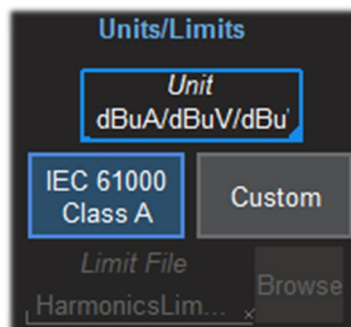 Units/Limits
Unit
dBuA/dBuV/dBu
IEC 61000
Class A
Custom
Limit File
Browse
HarmonicsLim...